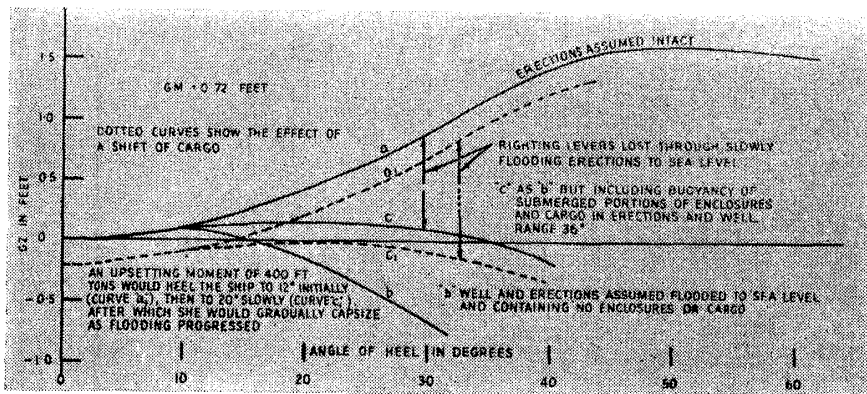 ERECTIONS ASSUMED INTACT
1.5
GM = 0.72 FEET
1.0
DOTTED CURVES SHOW THE EFFECT OF
A SHIFT OF CARGO
a
a₁
RIGHTING LEVERS LOST THROUGH SLOWLY
FLOODING ERECTIONS TO SEA LEVEL
0.5
"C" AS "b" BUT INCLUDING BUOYANCY OF
SUBMERGED PORTIONS OF ENCLOSURES
AND CARGO IN ERECTIONS AND WELL.
RANGE 36°
GZ IN FEET
c
0
c₁
b
AN UPSETTING MOMENT OF 400 FT
TONS WOULD HEEL THE SHIP TO 12° INITIALLY
(CURVE a₁), THEN TO 20° SLOWLY (CURVE c₁),
AFTER WHICH SHE WOULD GRADUALLY CAPSIZE
AS FLOODING PROGRESSED
-0.5
"b" WELL AND ERECTIONS ASSUMED FLOODED TO SEA LEVEL
AND CONTAINING NO ENCLOSURES OR CARGO
-1.0
ANGLE OF HEEL IN DEGREES
0
10
20
30
40
50
60